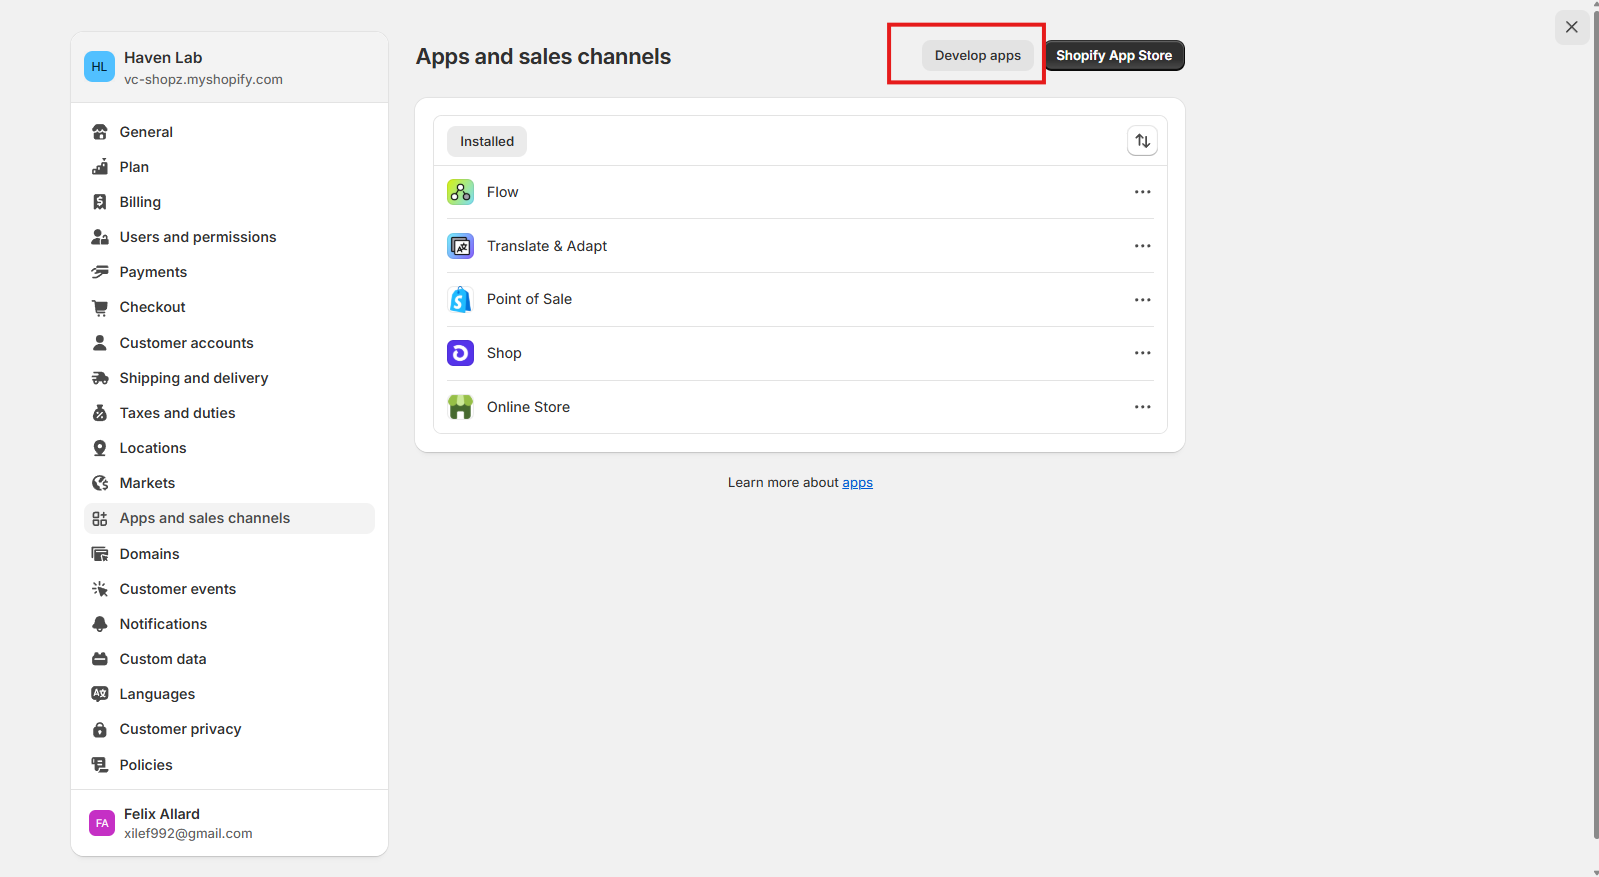 HL
Haven Lab
vc-shopz.myshopify.com
General
Plan
Billing
Users and permissions
Payments
Checkout
Customer accounts
Shipping and delivery
Taxes and duties
Locations
Markets
Apps and sales channels
Domains
Customer events
Notifications
Custom data
Languages
Customer privacy
Policies
FA
Felix Allard
xilef992@gmail.com
Apps and sales channels
Develop apps
Shopify App Store
Installed
Flow
Translate & Adapt
Point of Sale
Shop
Online Store
Learn more about apps